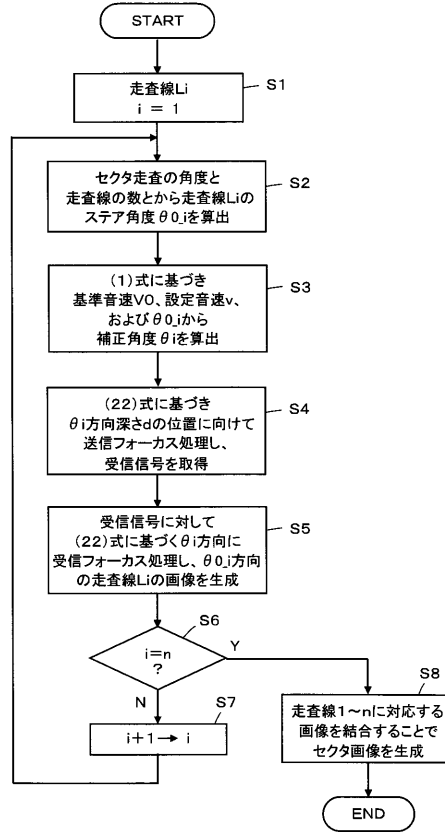 START
走査線Li
i = 1
S1
セクタ走査の角度と
走査線の数とから走査線Liの
ステア角度θ0_iを算出
S2
(1)式に基づき
基準音速V0、設定音速v、
およびθ0_iから
補正角度θiを算出
S3
(22)式に基づき
θi方向深さdの位置に向けて
送信フォーカス処理し、
受信信号を取得
S4
受信信号に対して
(22)式に基づくθi方向に
受信フォーカス処理し、θ0_i方向
の走査線Liの画像を生成
S5
i=n
?
S6
Y
N
i+1→ i
S7
S8
走査線1~nに対応する
画像を結合することで
セクタ画像を生成
END